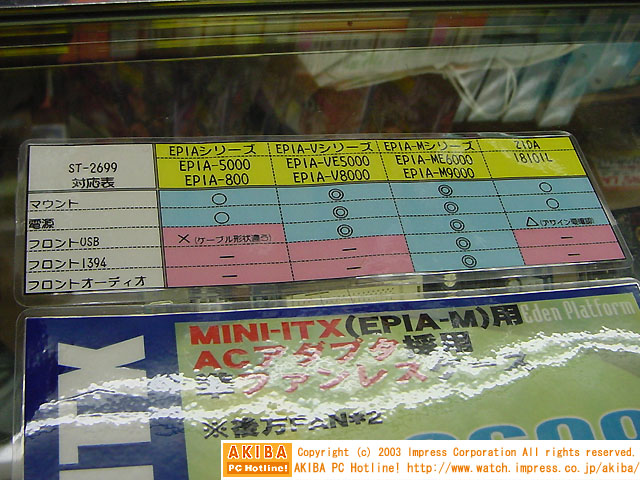 ST-2699
対応表
EPIAシリーズ
EPIA-5000
EPIA-800
EPIA-Vシリーズ
EPIA-VE5000
EPIA-V8000
EPIA-Mシリーズ
EPIA-ME6000
EPIA-M9000
ZIDA
I8101L
マウント ○ ◎ ◎ ○
電源 ○ ◎ ◎ △
フロントUSB ×(ケーブル形状違う) － ◎ －
フロント1394 － － ◎ －
フロントオーディオ
MINI-ITX(EPIA-M)用
Eden Platform
ACアダプタ採用
準ファンレスケース
※後方FAN*2
ITX
AKIBA
PC Hotline!
Copyright (c) 2003 Impress Corporation All rights reserved.
AKIBA PC Hotline! http://www.watch.impress.co.jp/akiba/